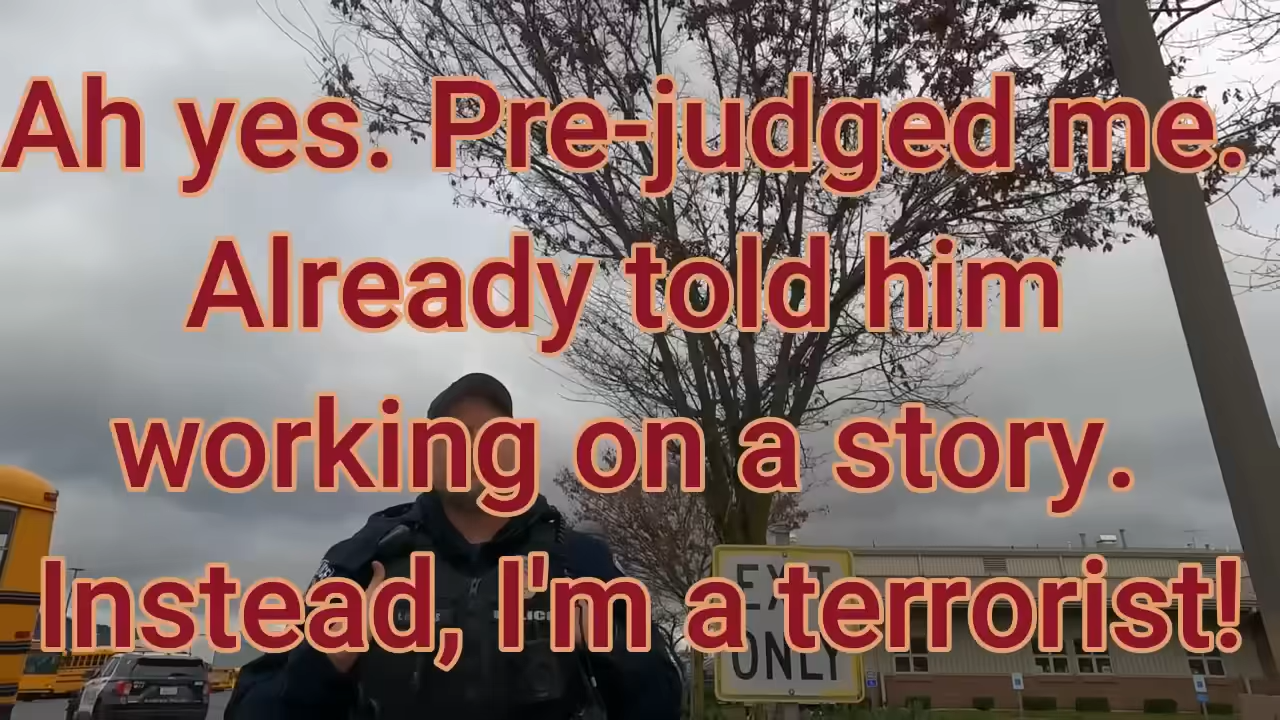 Ah yes. Pre-judged me.
Already told him
working on a story.
Instead, I'm a terrorist!
POLICE
EXIT
ONLY